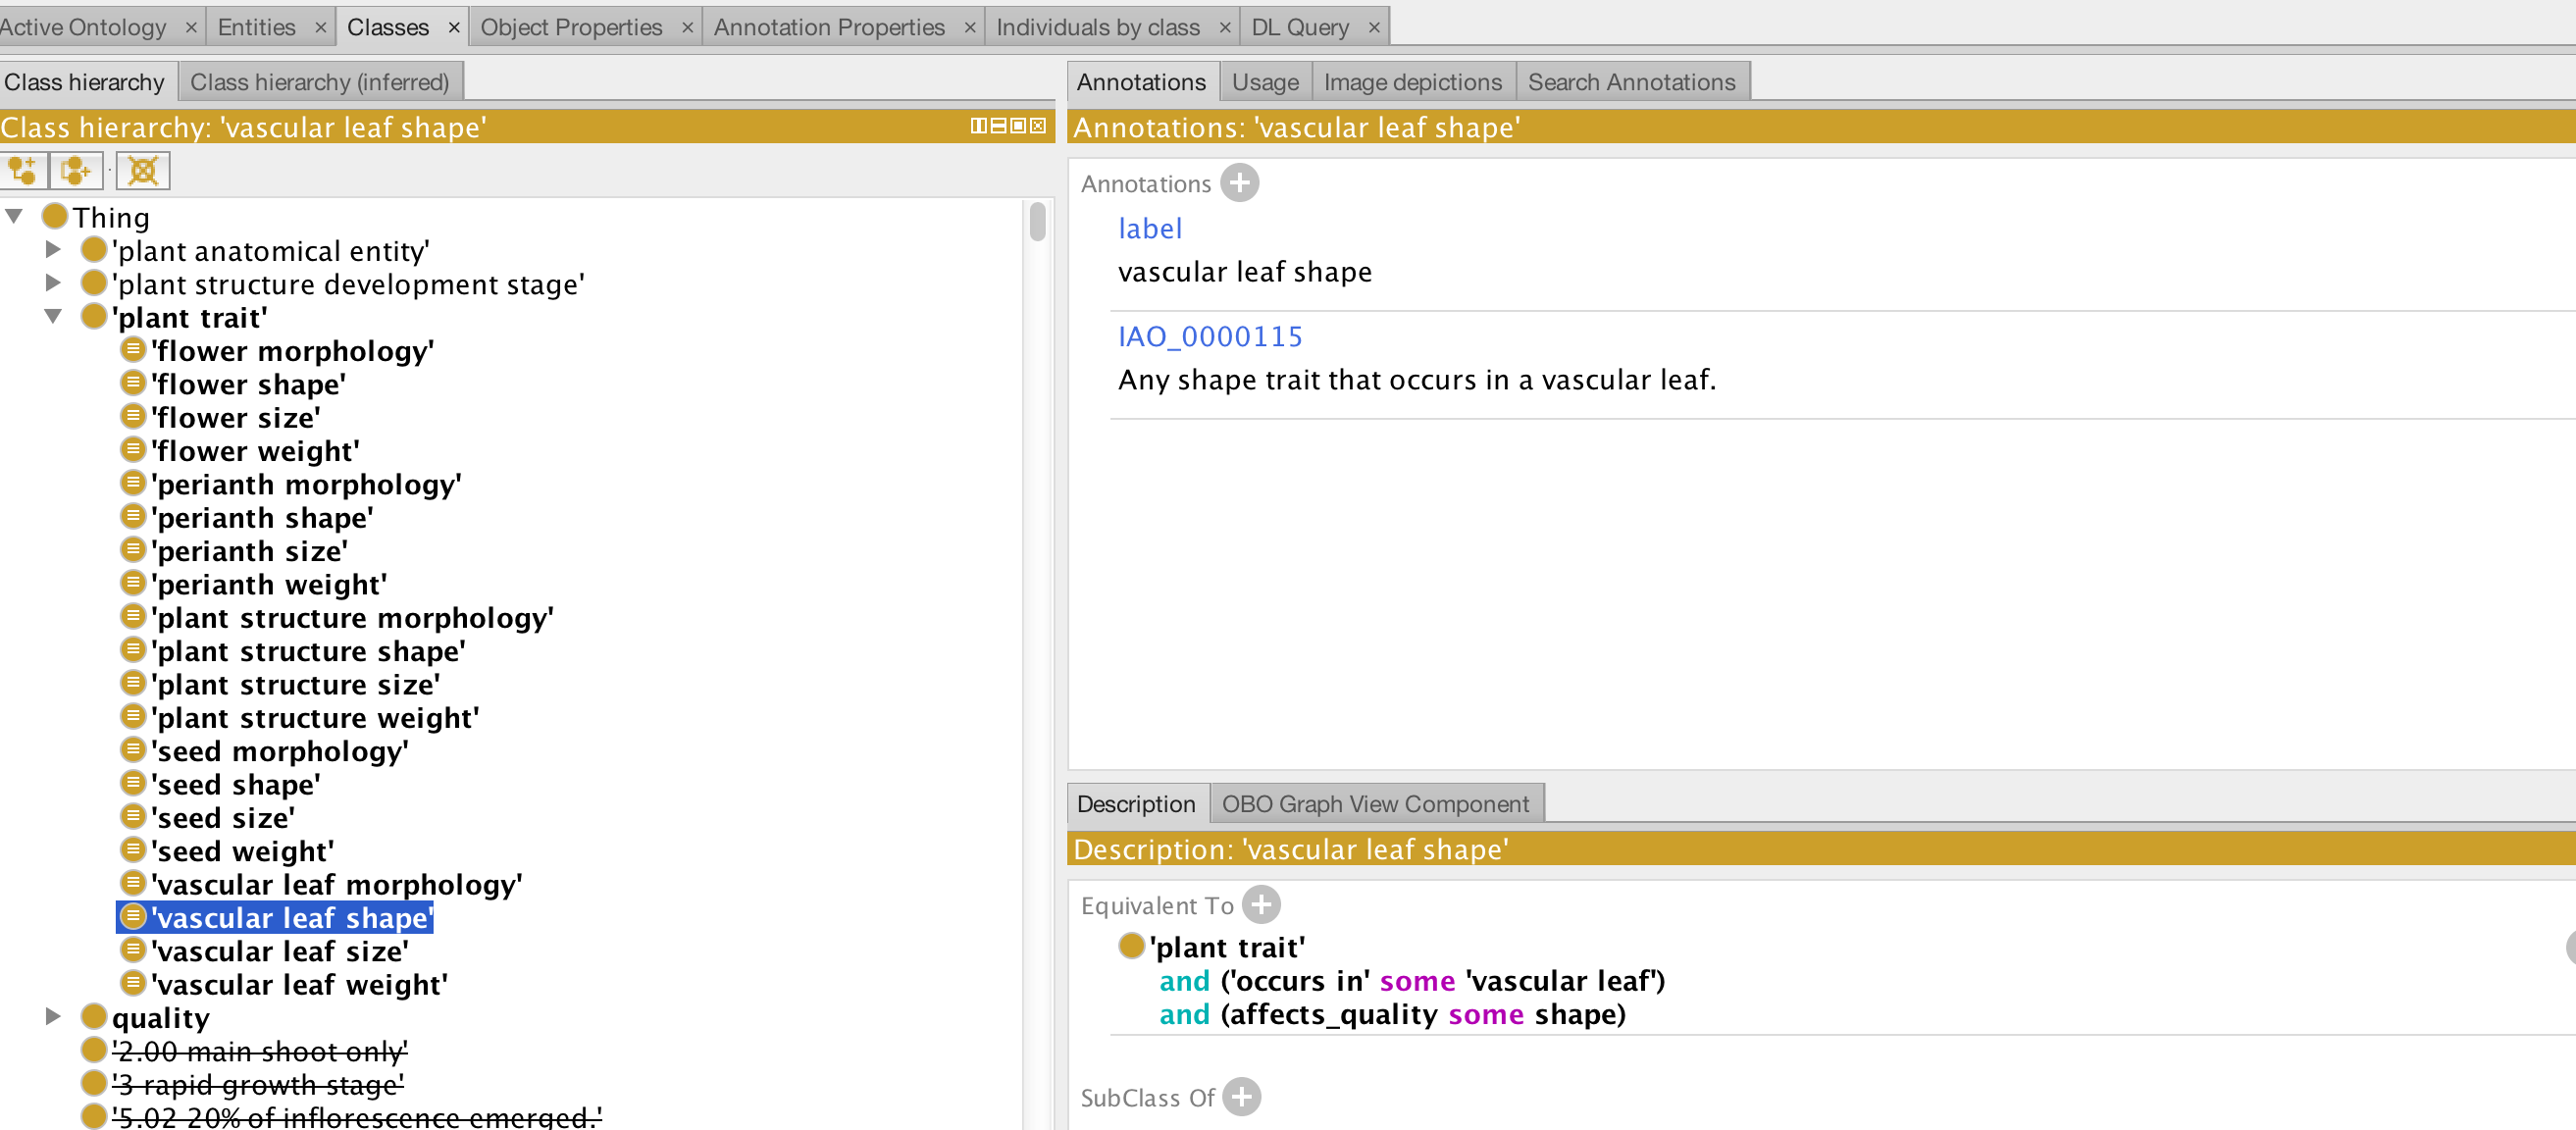 Active Ontology × Entities × Classes × Object Properties × Annotation Properties × Individuals by class × DL Query ×
Class hierarchy Class hierarchy (inferred)
Class hierarchy: 'vascular leaf shape'
Thing
'plant anatomical entity'
'plant structure development stage'
'plant trait'
'flower morphology'
'flower shape'
'flower size'
'flower weight'
'perianth morphology'
'perianth shape'
'perianth size'
'perianth weight'
'plant structure morphology'
'plant structure shape'
'plant structure size'
'plant structure weight'
'seed morphology'
'seed shape'
'seed size'
'seed weight'
'vascular leaf morphology'
'vascular leaf shape'
'vascular leaf size'
'vascular leaf weight'
quality
'2.00 main shoot only'
'3 rapid growth stage'
'5.02 20% of inflorescence emerged.'
Annotations Usage Image depictions Search Annotations
Annotations: 'vascular leaf shape'
Annotations
label
vascular leaf shape
IAO_0000115
Any shape trait that occurs in a vascular leaf.
Description OBO Graph View Component
Description: 'vascular leaf shape'
Equivalent To
'plant trait'
and ('occurs in' some 'vascular leaf')
and (affects_quality some shape)
SubClass Of